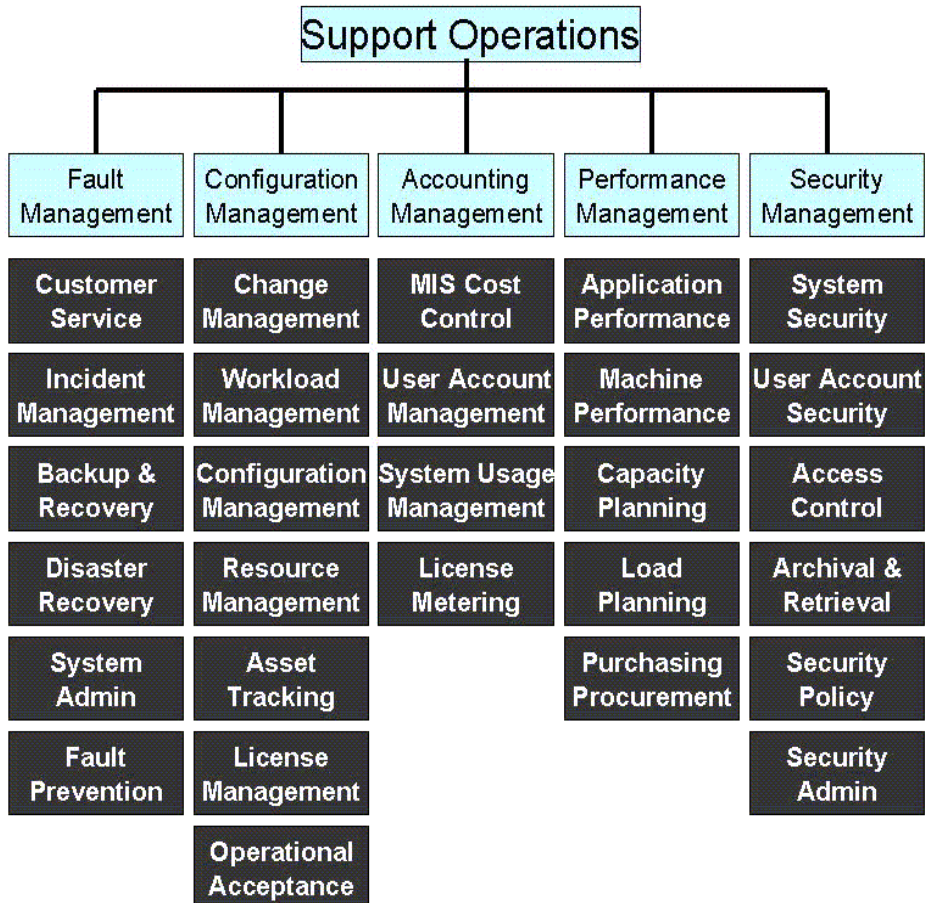 Support Operations
Fault
Management
Configuration
Management
Accounting
Management
Performance
Management
Security
Management
Customer
Service
Incident
Management
Backup &
Recovery
Disaster
Recovery
System
Admin
Fault
Prevention
Change
Management
Workload
Management
Configuration
Management
Resource
Management
Asset
Tracking
License
Management
Operational
Acceptance
MIS Cost
Control
User Account
Management
System Usage
Management
License
Metering
Application
Performance
Machine
Performance
Capacity
Planning
Load
Planning
Purchasing
Procurement
System
Security
User Account
Security
Access
Control
Archival &
Retrieval
Security
Policy
Security
Admin